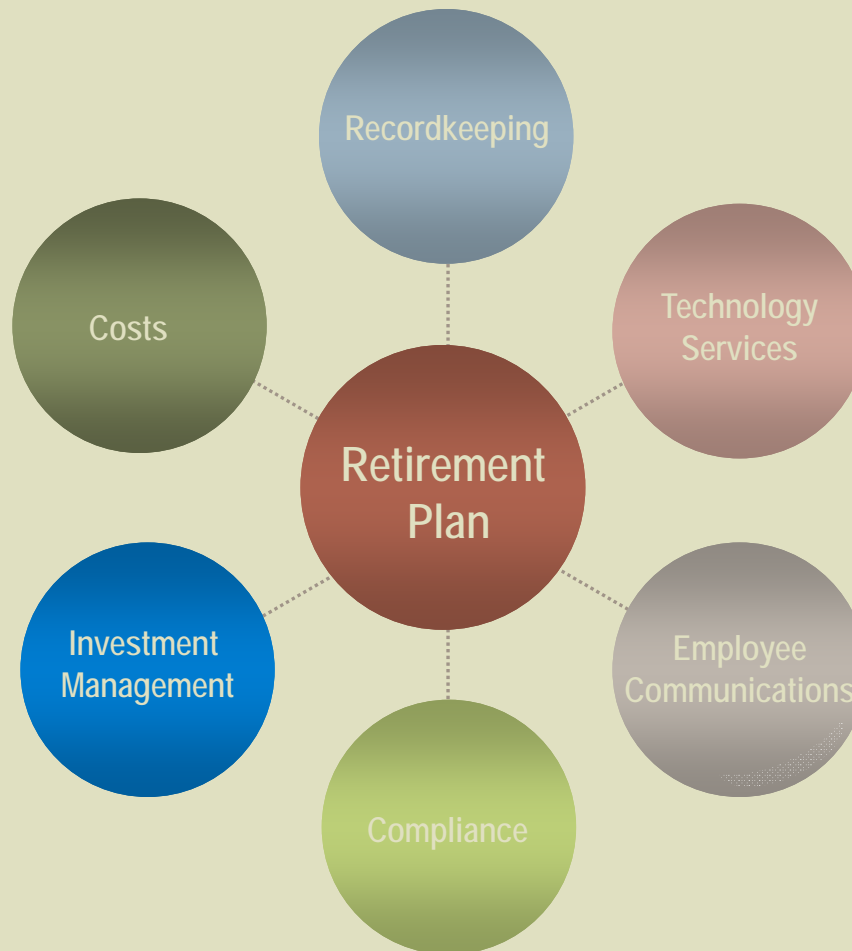 Recordkeeping
Costs
Technology
Services
Retirement
Plan
Investment
Management
Employee
Communications
Compliance